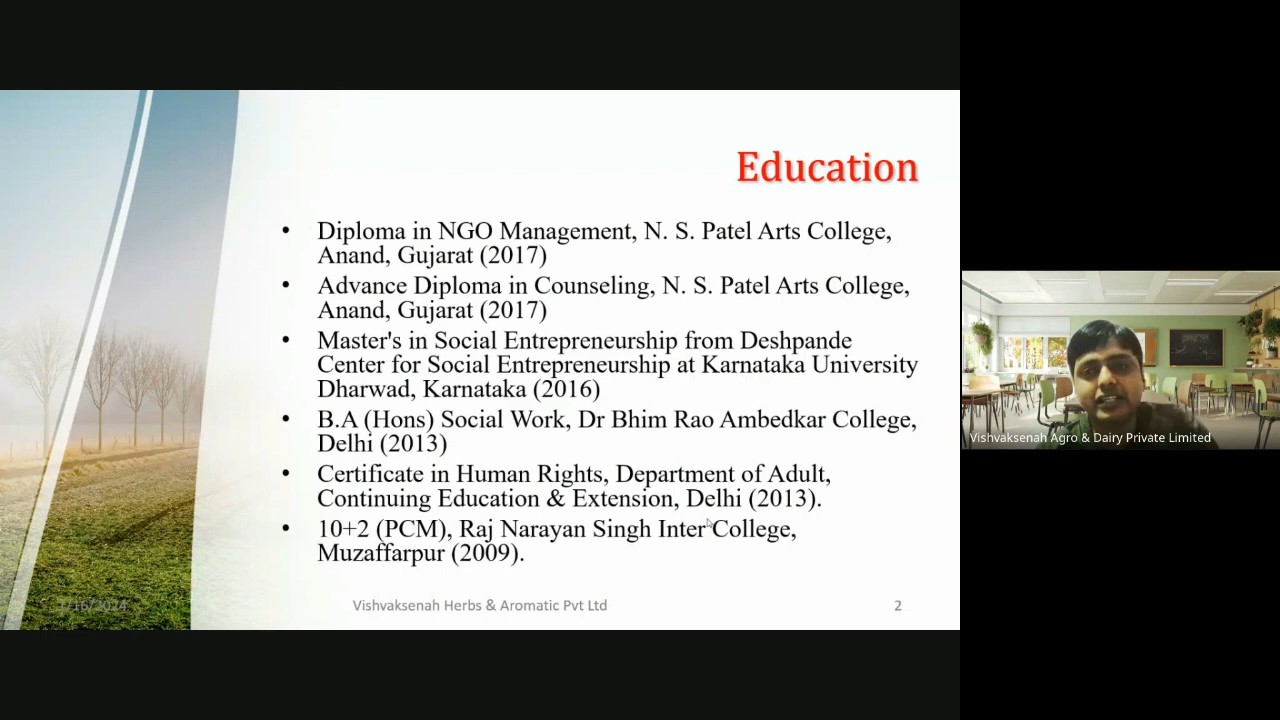 Education
• Diploma in NGO Management, N. S. Patel Arts College,
Anand, Gujarat (2017)
• Advance Diploma in Counseling, N. S. Patel Arts College,
Anand, Gujarat (2017)
• Master's in Social Entrepreneurship from Deshpande
Center for Social Entrepreneurship at Karnataka University
Dharwad, Karnataka (2016)
• B.A (Hons) Social Work, Dr Bhim Rao Ambedkar College,
Delhi (2013)
• Certificate in Human Rights, Department of Adult,
Continuing Education & Extension, Delhi (2013).
• 10+2 (PCM), Raj Narayan Singh Inter College,
Muzaffarpur (2009).
1/16/2024
Vishvaksenah Herbs & Aromatic Pvt Ltd
2
Vishvaksenah Agro & Dairy Private Limited